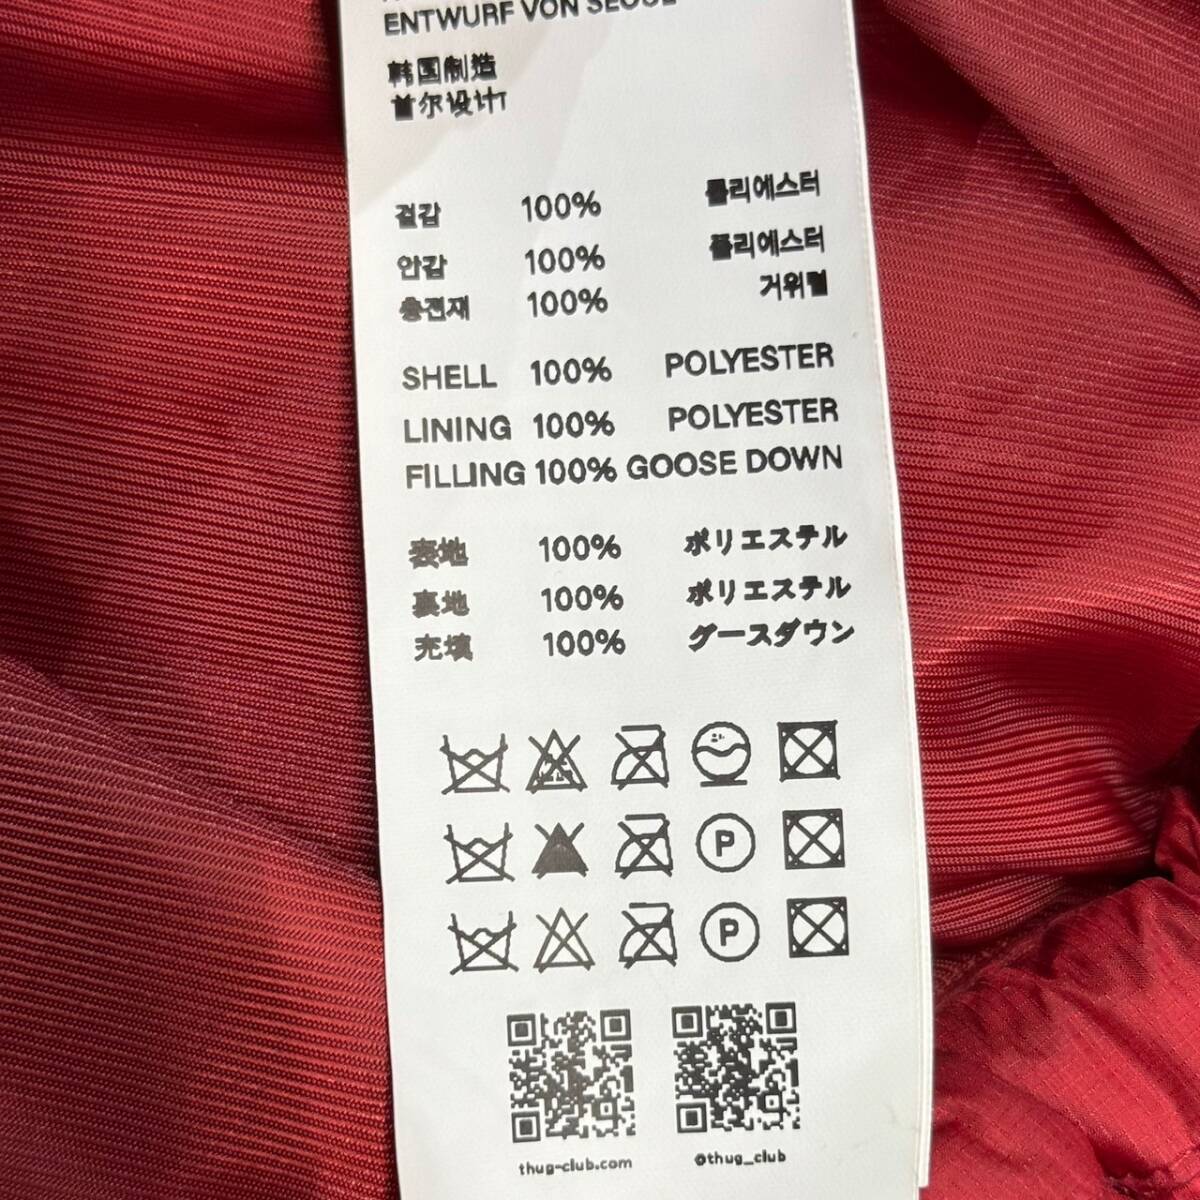 ENTWURF VON SEOUL
韩国制造
首尔设计
겉감 100% 폴리에스터
안감 100% 폴리에스터
충전재 100% 거위털
SHELL 100% POLYESTER
LINING 100% POLYESTER
FILLING 100% GOOSE DOWN
表地 100% ポリエステル
裏地 100% ポリエステル
充填 100% グースダウン
P
P
thug-club.com @thug_club